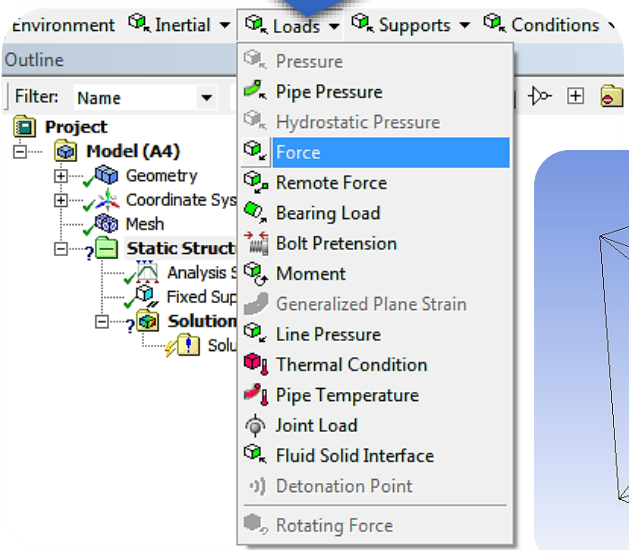 Environment Inertial Loads Supports Conditions
Outline
Filter: Name
Project
Model (A4)
Geometry
Coordinate Sys
Mesh
Static Struct
Analysis S
Fixed Sup
Solution
Solu
Pressure
Pipe Pressure
Hydrostatic Pressure
Force
Remote Force
Bearing Load
Bolt Pretension
Moment
Generalized Plane Strain
Line Pressure
Thermal Condition
Pipe Temperature
Joint Load
Fluid Solid Interface
Detonation Point
Rotating Force